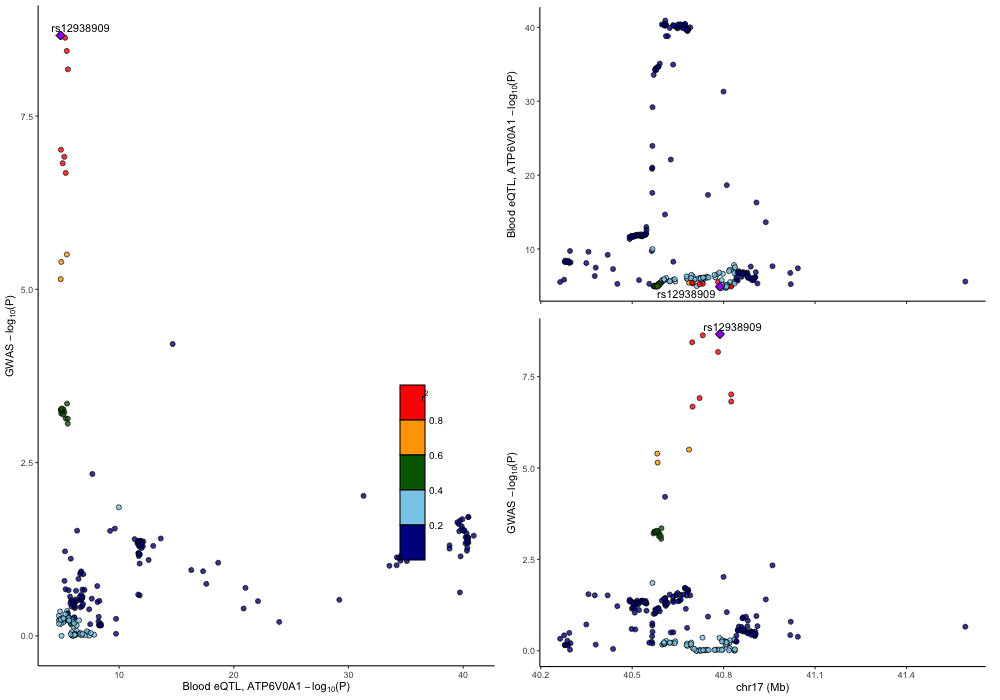 rs12938909
7.5
5.0
2.5
0.0
GWAS −log10(P)
10
20
30
40
Blood eQTL, ATP6V0A1 −log10(P)
r2
0.8
0.6
0.4
0.2
40
30
20
10
Blood eQTL, ATP6V0A1 −log10(P)
rs12938909
rs12938909
7.5
5.0
2.5
0.0
GWAS −log10(P)
40.2
40.5
40.8
41.1
41.4
chr17 (Mb)